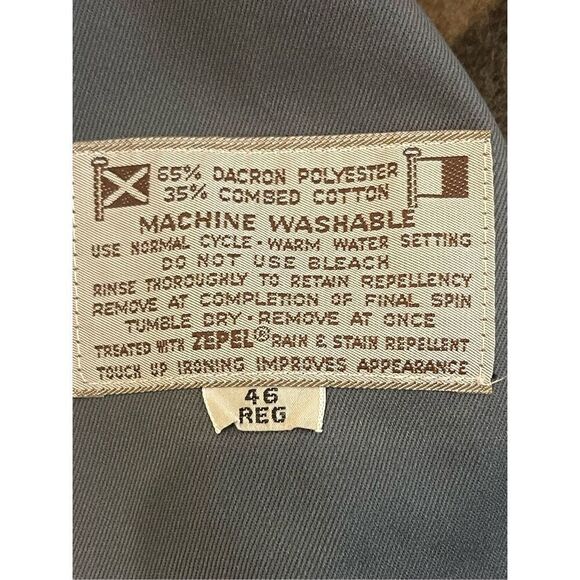 65% DACRON POLYESTER
35% COMBED COTTON
MACHINE WASHABLE
USE NORMAL CYCLE · WARM WATER SETTING
DO NOT USE BLEACH
RINSE THOROUGHLY TO RETAIN REPELLENCY
REMOVE AT COMPLETION OF FINAL SPIN
TUMBLE DRY · REMOVE AT ONCE
TREATED WITH ZEPEL® RAIN & STAIN REPELLENT
TOUCH UP IRONING IMPROVES APPEARANCE
46
REG